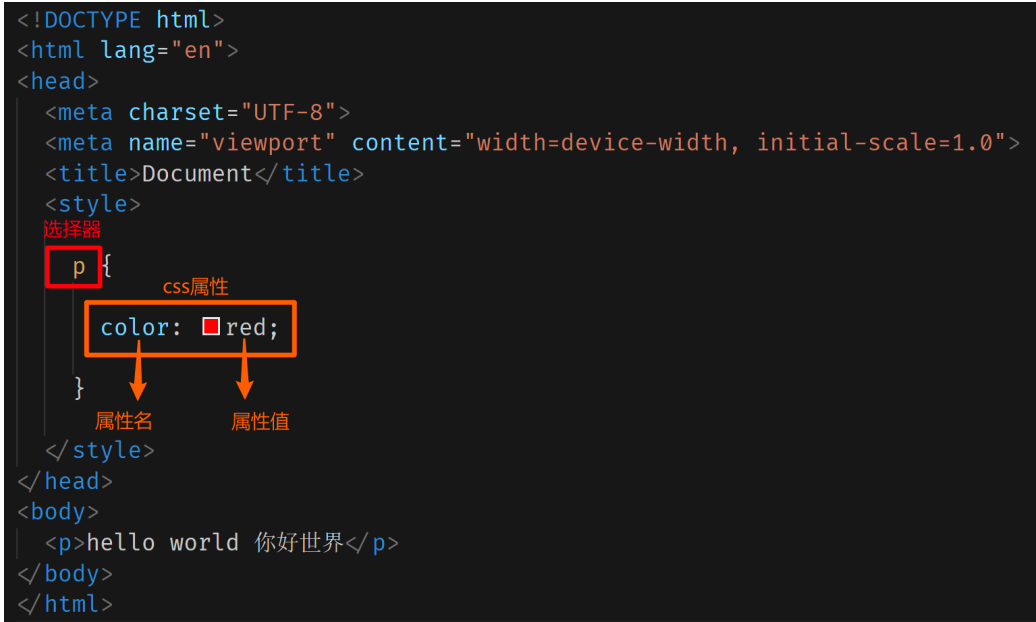 <!DOCTYPE html>
<html lang="en">
<head>
<meta charset="UTF-8">
<meta name="viewport" content="width=device-width, initial-scale=1.0">
<title>Document</title>
<style>
选择器
p {
css属性
color: red;
}
属性名 属性值
</style>
</head>
<body>
<p>hello world 你好世界</p>
</body>
</html>